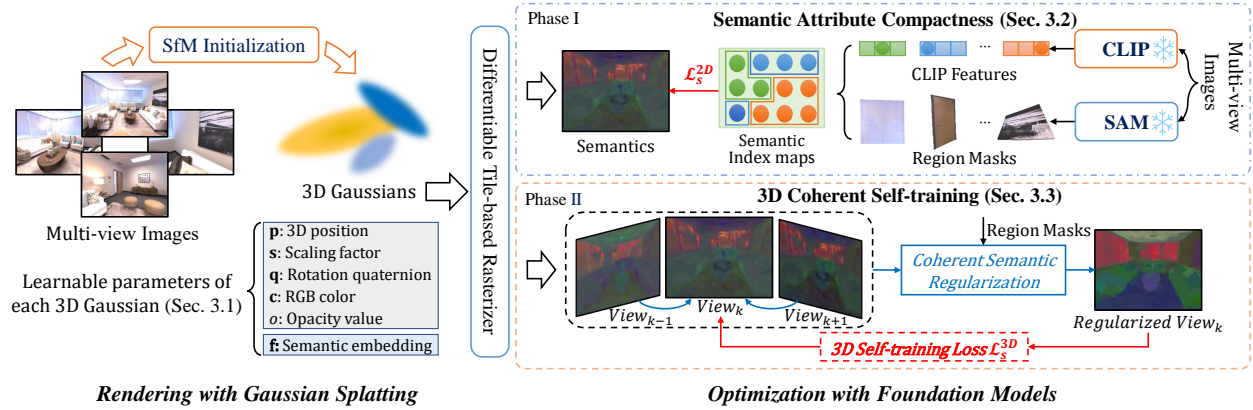 SfM Initialization
Multi-view Images
3D Gaussians
Learnable parameters of
each 3D Gaussian (Sec. 3.1)
p: 3D position
s: Scaling factor
q: Rotation quaternion
c: RGB color
o: Opacity value
f: Semantic embedding
Rendering with Gaussian Splatting
Differentiable Tile-based Rasterizer
Phase I
Semantic Attribute Compactness (Sec. 3.2)
Semantics
ℒ_s^{2D}
Semantic
Index maps
...
CLIP Features
CLIP
...
Region Masks
SAM
Multi-view
Images
Phase II
3D Coherent Self-training (Sec. 3.3)
View_{k−1}
View_k
View_{k+1}
Region Masks
Coherent Semantic
Regularization
Regularized View_k
3D Self-training Loss ℒ_s^{3D}
Optimization with Foundation Models